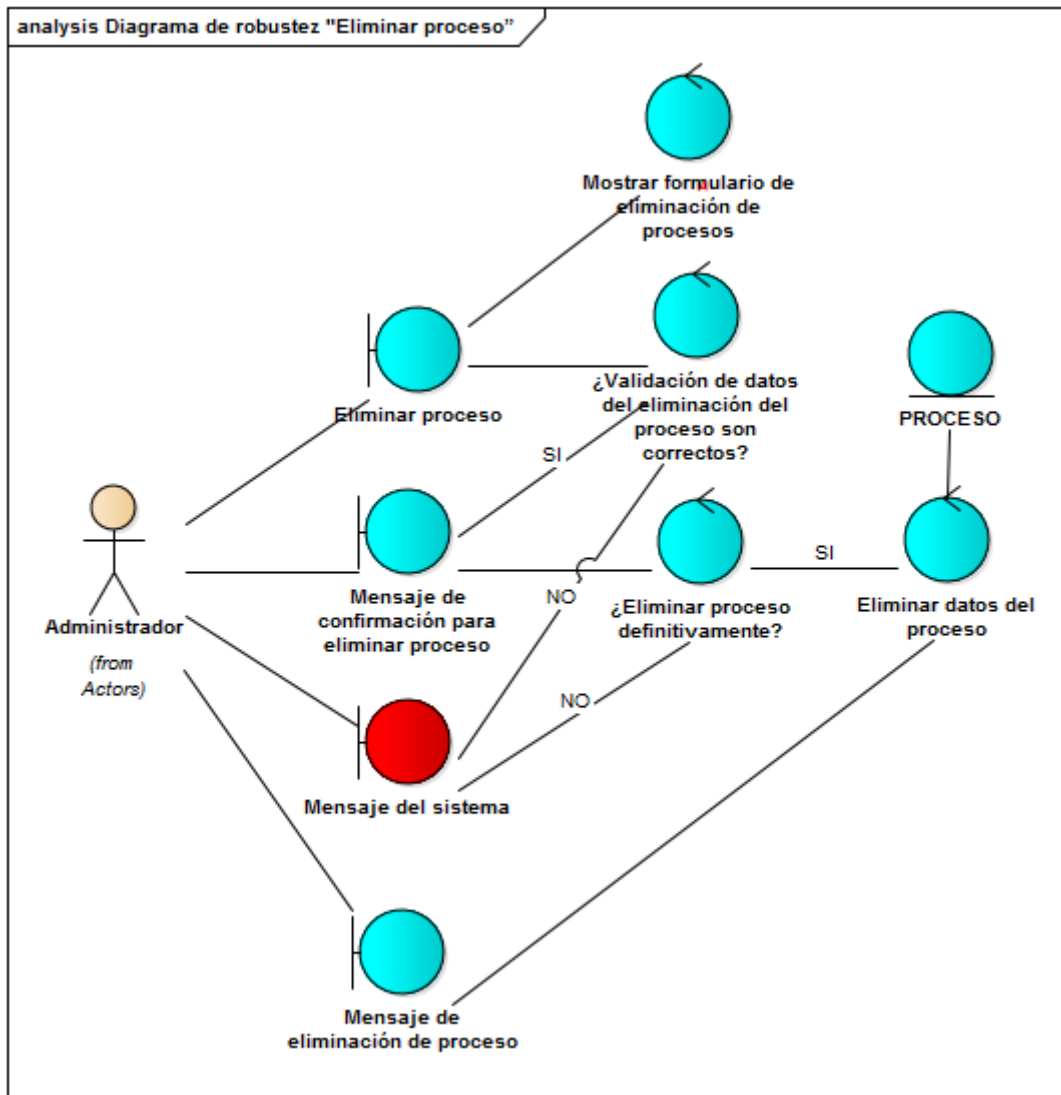 analysis Diagrama de robustez "Eliminar proceso”
Mostrar formulario de
eliminación de
procesos
Eliminar proceso
¿Validación de datos
del eliminación del
proceso son
correctos?
PROCESO
SI
Administrador
(from
Actors)
Mensaje de
confirmación para
eliminar proceso
NO
¿Eliminar proceso
definitivamente?
SI
Eliminar datos del
proceso
NO
Mensaje del sistema
Mensaje de
eliminación de proceso